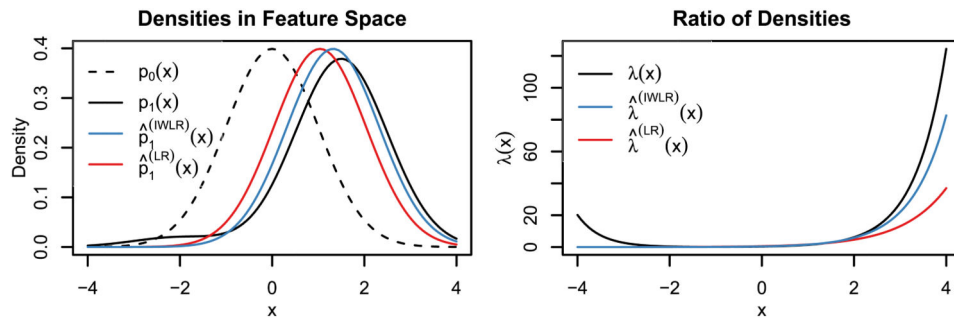 Densities in Feature Space
Density
0.0
0.1
0.2
0.3
0.4
p₀(x)
p₁(x)
p̂₁^(IWLR)(x)
p̂₁^(LR)(x)
−4 −2 0 2 4
x
Ratio of Densities
λ(x)
0
20
60
100
λ(x)
λ̂^(IWLR)(x)
λ̂^(LR)(x)
−4 −2 0 2 4
x